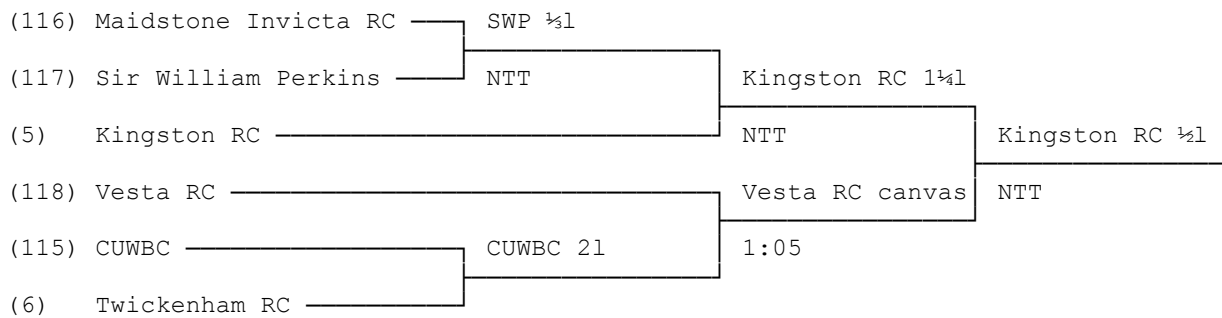 (116) Maidstone Invicta RC SWP ⅓l
(117) Sir William Perkins NTT Kingston RC 1¼l
(5) Kingston RC NTT Kingston RC ½l
(118) Vesta RC Vesta RC canvas NTT
(115) CUWBC CUWBC 2l 1:05
(6) Twickenham RC